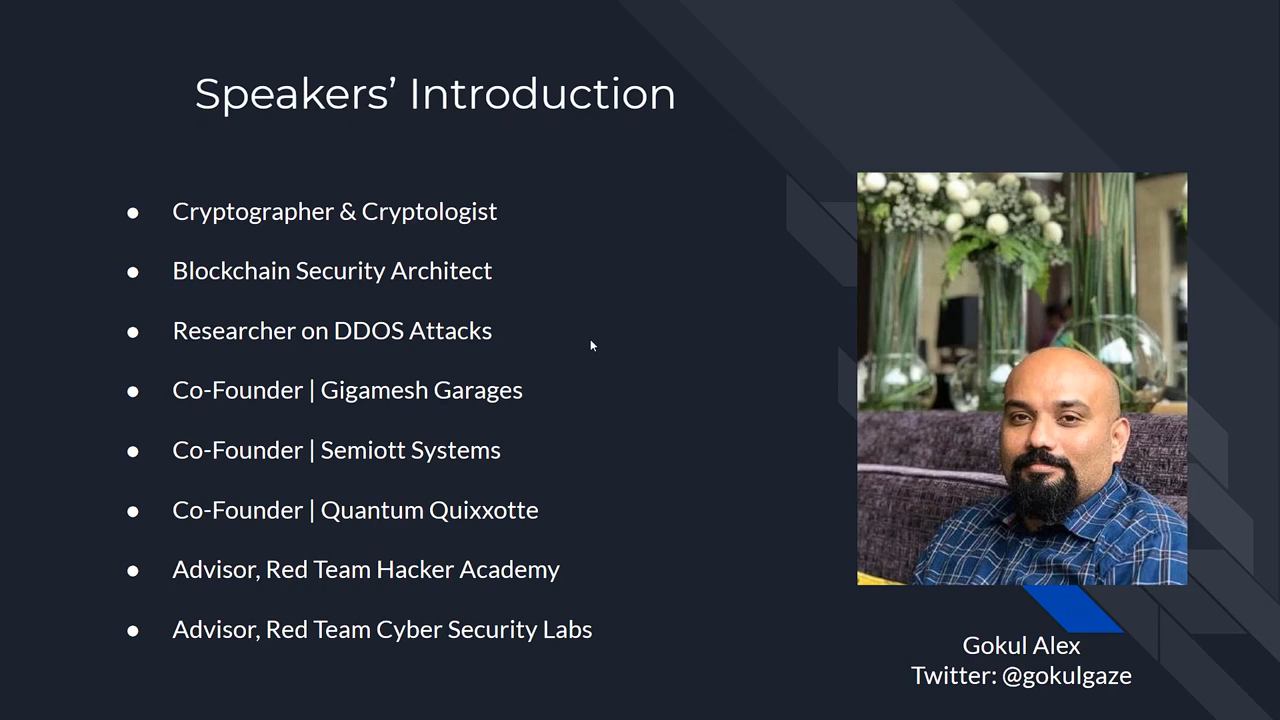 Speakers’ Introduction
● Cryptographer & Cryptologist
● Blockchain Security Architect
● Researcher on DDOS Attacks
● Co-Founder | Gigamesh Garages
● Co-Founder | Semiott Systems
● Co-Founder | Quantum Quixxotte
● Advisor, Red Team Hacker Academy
● Advisor, Red Team Cyber Security Labs
Gokul Alex
Twitter: @gokulgaze